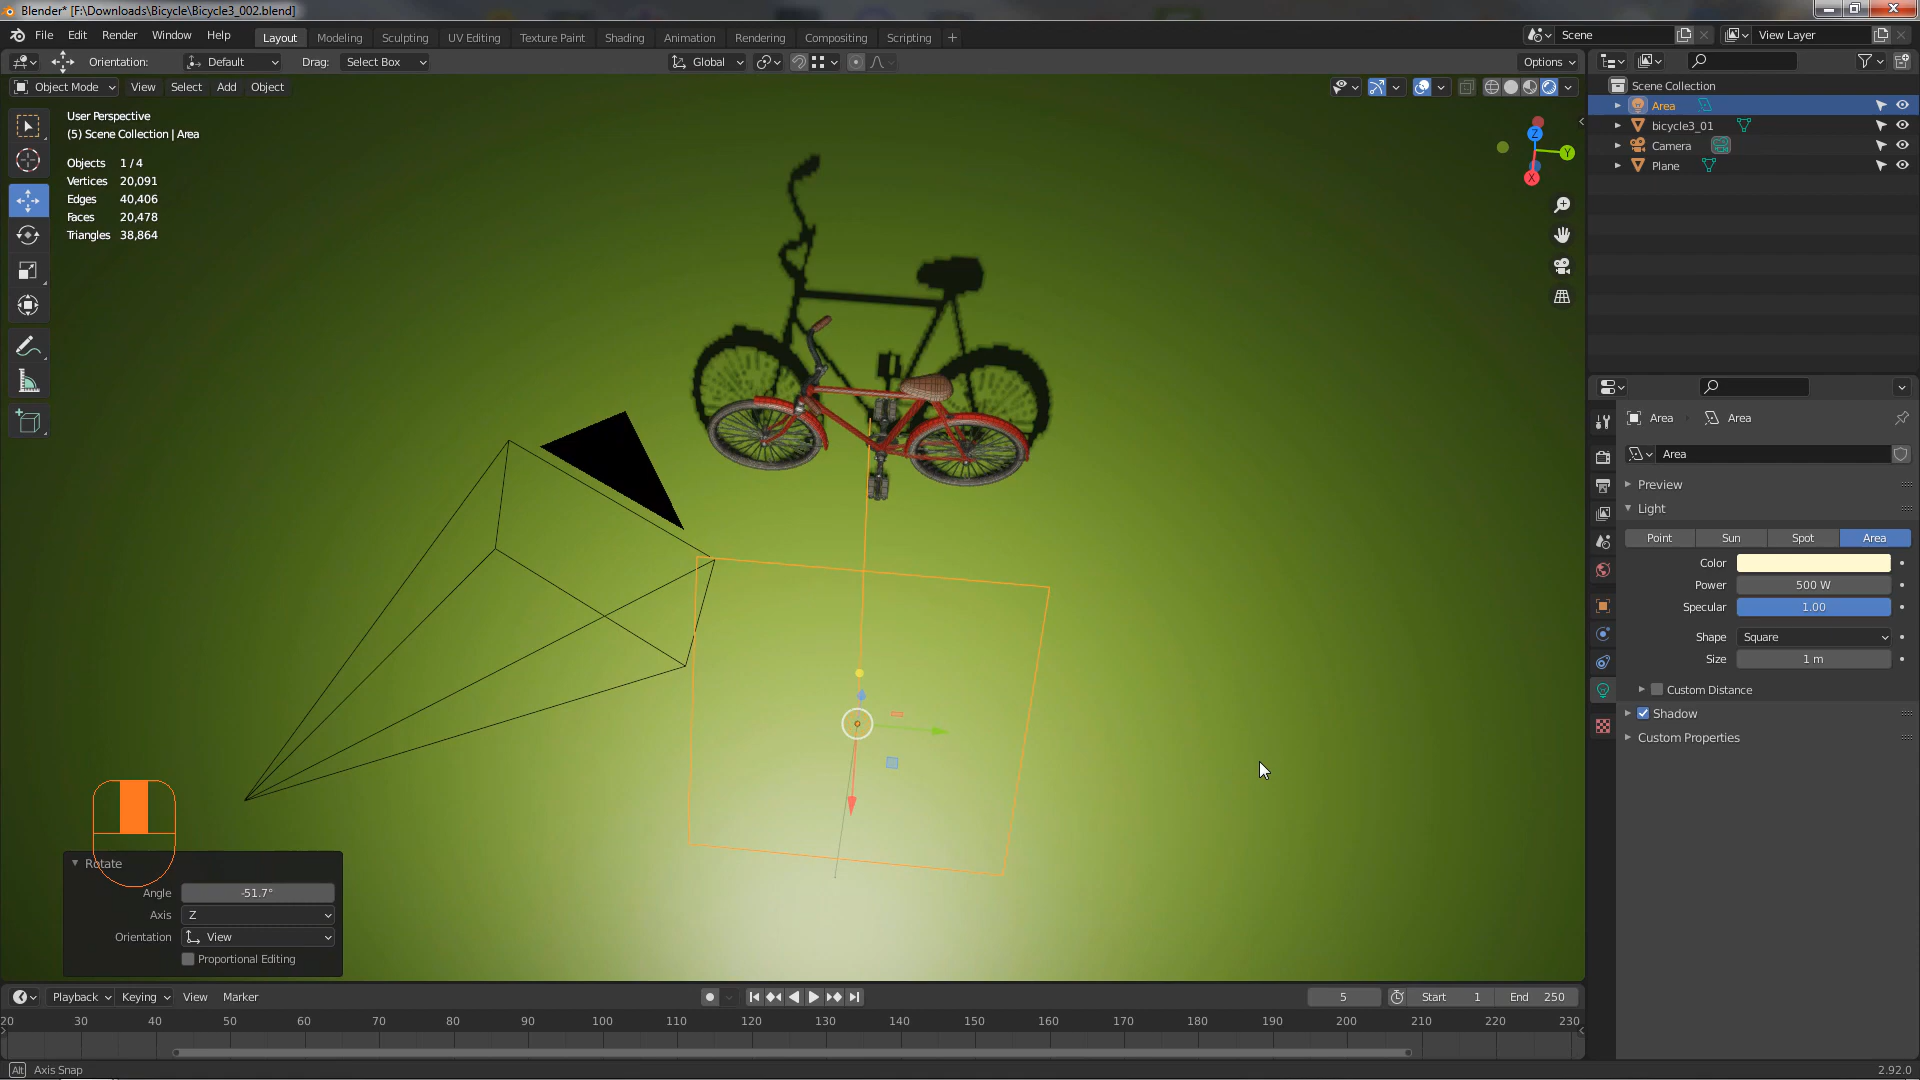 Blender* [F:\Downloads\Bicycle\Bicycle3_002.blend]
File Edit Render Window Help Layout Modeling Sculpting UV Editing Texture Paint Shading Animation Rendering Compositing Scripting + Scene View Layer
Orientation: Default Drag: Select Box Global Options
Object Mode View Select Add Object
User Perspective
(5) Scene Collection | Area
Objects 1 / 4
Vertices 20,091
Edges 40,406
Faces 20,478
Triangles 38,864
Z
Y
X
Scene Collection
Area
bicycle3_01
Camera
Plane
Area Area
Area
Preview
Light
Point Sun Spot Area
Color
Power 500 W
Specular 1.00
Shape Square
Size 1 m
Custom Distance
Shadow
Custom Properties
Rotate
Angle -51.7°
Axis Z
Orientation View
Proportional Editing
Playback Keying View Marker 5 Start 1 End 250
20 30 40 50 60 70 80 90 100 110 120 130 140 150 160 170 180 190 200 210 220 230
Alt Axis Snap 2.92.0